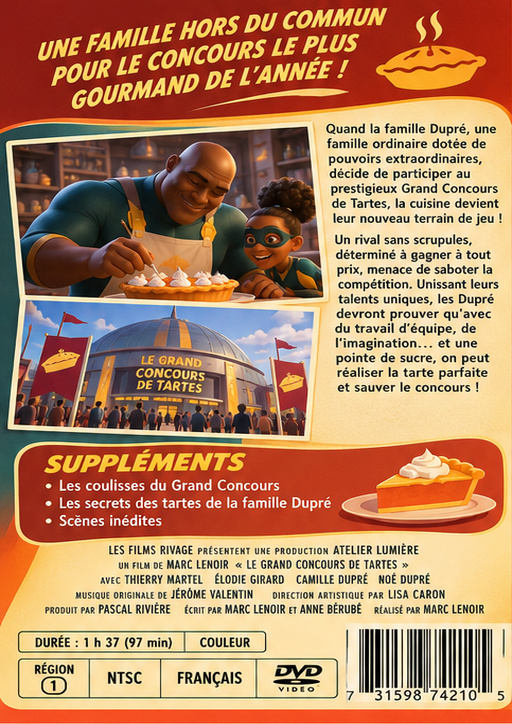 UNE FAMILLE HORS DU COMMUN
POUR LE CONCOURS LE PLUS
GOURMAND DE L'ANNÉE !
Quand la famille Dupré, une
famille ordinaire dotée de
pouvoirs extraordinaires,
décide de participer au
prestigieux Grand Concours
de Tartes, la cuisine devient
leur nouveau terrain de jeu !
Un rival sans scrupules,
déterminé à gagner à tout
prix, menace de saboter la
compétition. Unissant leurs
talents uniques, les Dupré
devront prouver qu'avec
du travail d'équipe, de
l'imagination... et une
pointe de sucre, on peut
réaliser la tarte parfaite
et sauver le concours !
LE GRAND
CONCOURS
DE TARTES
SUPPLÉMENTS
• Les coulisses du Grand Concours
• Les secrets des tartes de la famille Dupré
• Scēnes inédites
LES FILMS RIVAGE PRÉSENTENT UNE PRODUCTION ATELIER LUMIÈRE
UN FILM DE MARC LENOIR « LE GRAND CONCOURS DE TARTES »
AVEC THIERRY MARTEL ÉLODIE GIRARD CAMILLE DUPRÉ NOÉ DUPRÉ
MUSIQUE ORIGINALE DE JÉRÔME VALENTIN DIRECTION ARTISTIQUE PAR LISA CARON
PRODUIT PAR PASCAL RIVIÈRE ÉCRIT PAR MARC LENOIR ET ANNE BÉRUBÉ RÉALISÉ PAR MARC LENOIR
DURÉE : 1 h 37 (97 min) COULEUR
RÉGION 1 NTSC FRANÇAIS DVD VIDEO
7 31598 74210 5